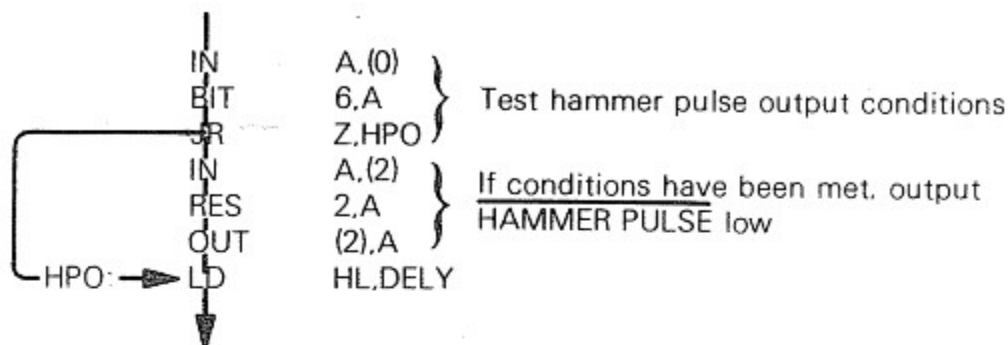 IN A,(0)
BIT 6,A Test hammer pulse output conditions
JR Z,HPO
IN A,(2)
RES 2,A If conditions have been met, output
HAMMER PULSE low
OUT (2),A
HPO: LD HL,DELY